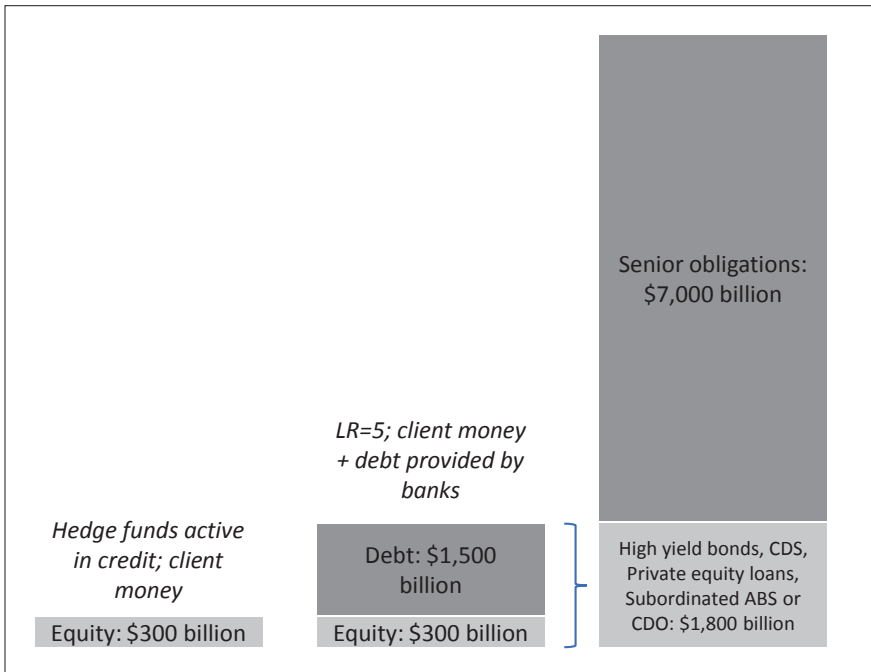 Hedge funds active
in credit; client
money
Equity: $300 billion
LR=5; client money
+ debt provided by
banks
Debt: $1,500
billion
Equity: $300 billion
Senior obligations:
$7,000 billion
High yield bonds, CDS,
Private equity loans,
Subordinated ABS or
CDO: $1,800 billion